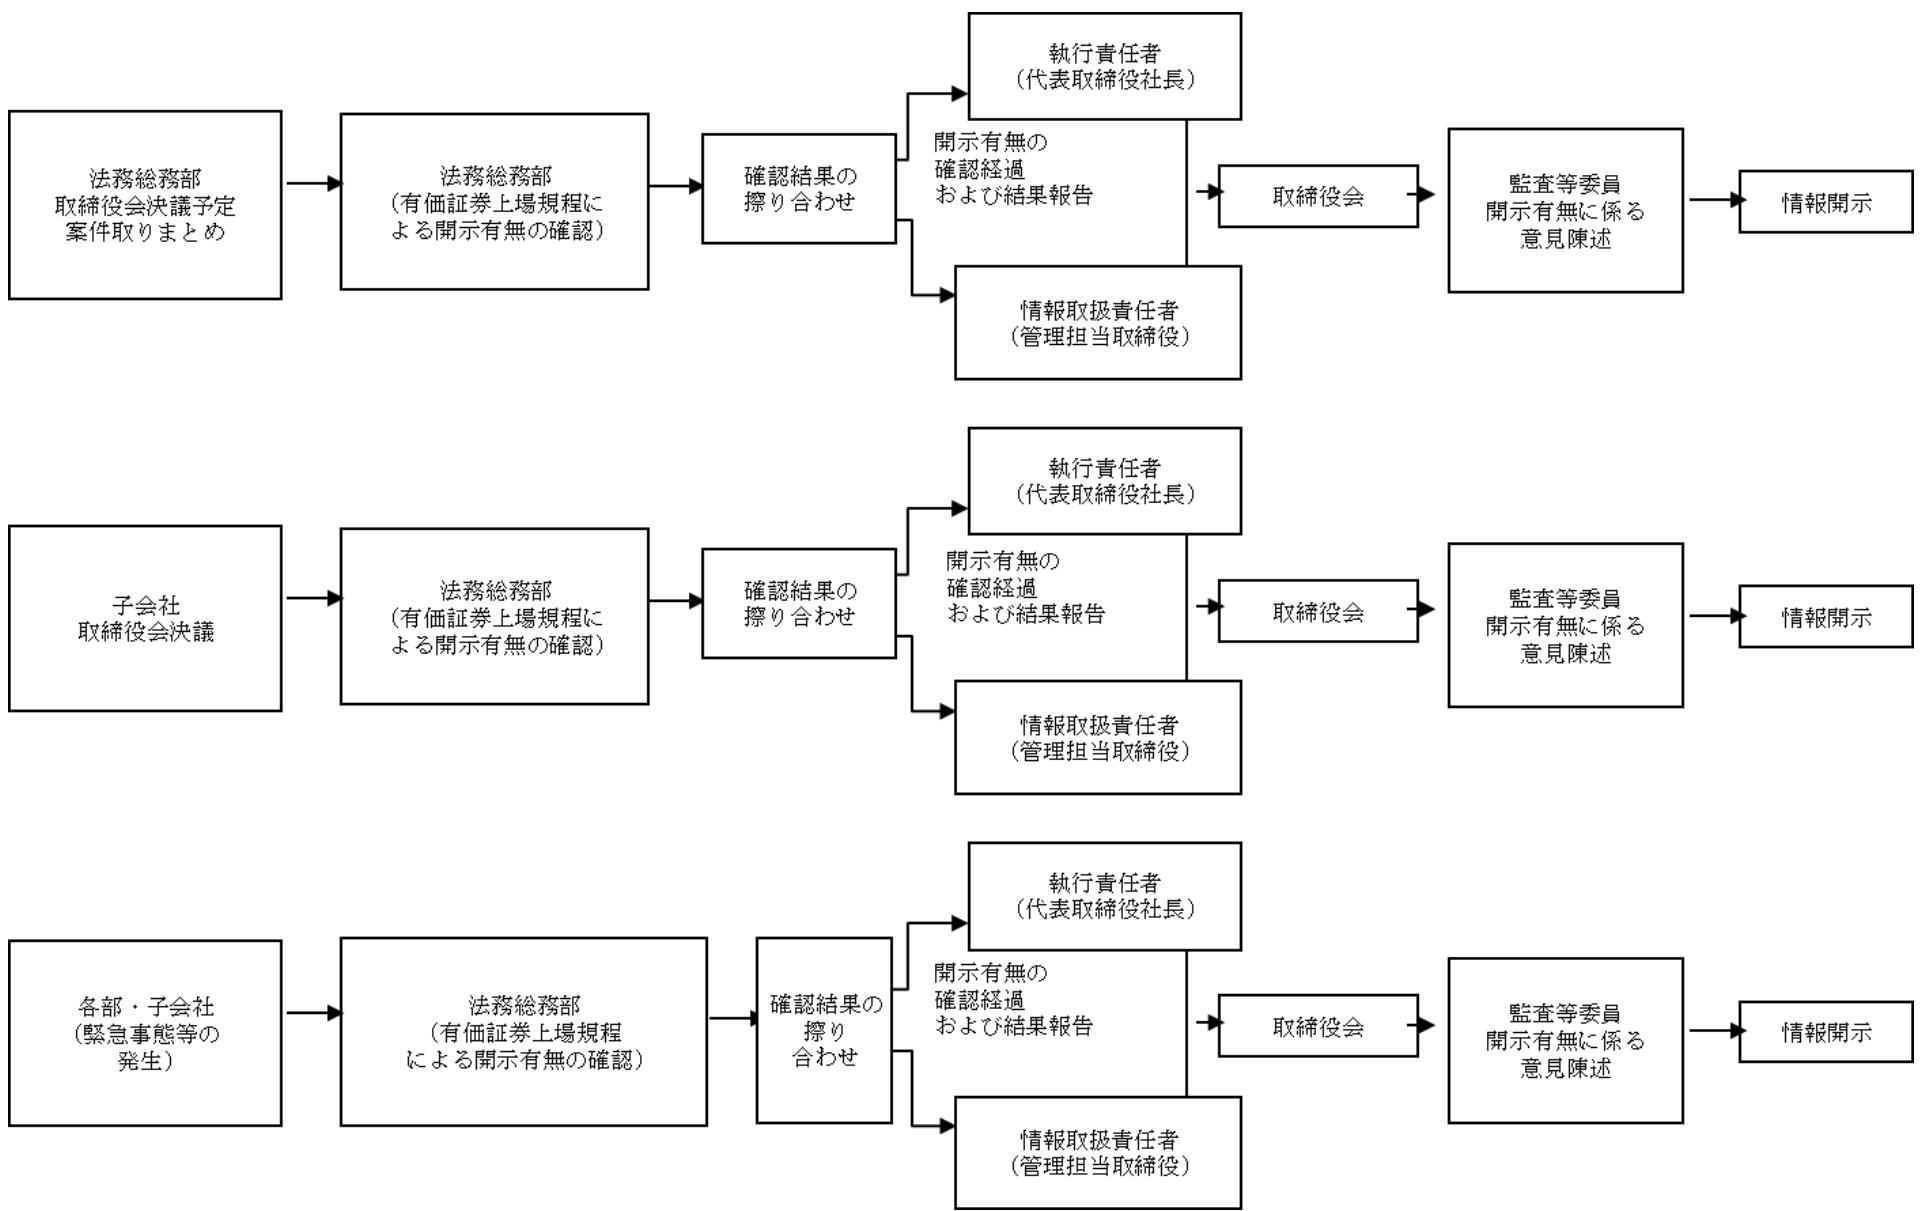 法務総務部
取締役会決議予定
案件取りまとめ
法務総務部
(有価証券上場規程に
よる開示有無の確認)
確認結果の
擦り合わせ
執行責任者
(代表取締役社長)
開示有無の
確認経過
および結果報告
情報取扱責任者
(管理担当取締役)
取締役会
監査等委員
開示有無に係る
意見陳述
情報開示
子会社
取締役会決議
法務総務部
(有価証券上場規程に
よる開示有無の確認)
確認結果の
擦り合わせ
執行責任者
(代表取締役社長)
開示有無の
確認経過
および結果報告
情報取扱責任者
(管理担当取締役)
取締役会
監査等委員
開示有無に係る
意見陳述
情報開示
各部・子会社
(緊急事態等の
発生)
法務総務部
(有価証券上場規程
による開示有無の確認)
確認結果の
擦り
合わせ
執行責任者
(代表取締役社長)
開示有無の
確認経過
および結果報告
情報取扱責任者
(管理担当取締役)
取締役会
監査等委員
開示有無に係る
意見陳述
情報開示